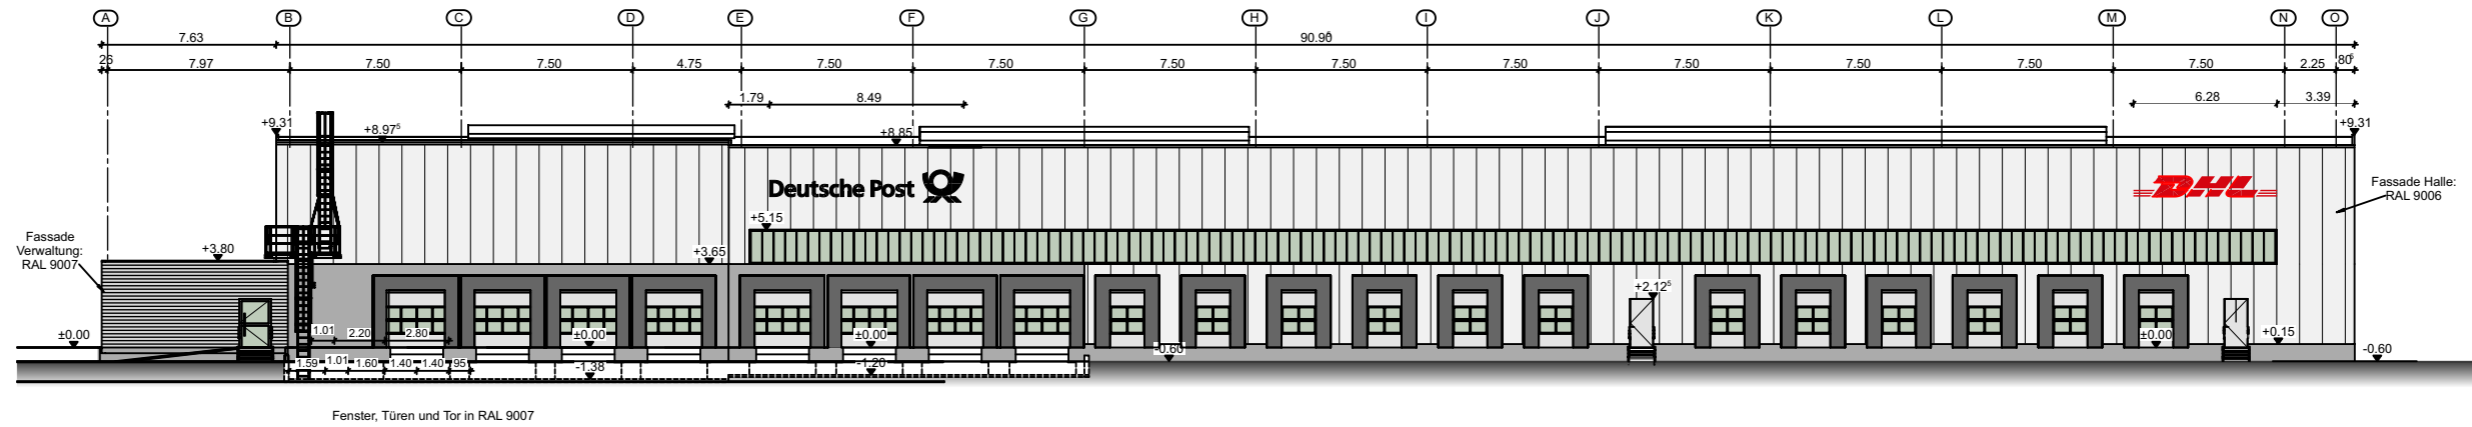 A B C D E F G H I J K L M N O
7.63 90.90⁵
26 7.97 7.50 7.50 4.75 7.50 7.50 7.50 7.50 7.50 7.50 7.50 7.50 7.50 2.25 80⁵
1.79 8.49 6.28 3.39
+9.31 +8.97⁵ +8.85 +9.31
Deutsche Post DHL
Fassade Halle:
RAL 9006
+5.15
Fassade
Verwaltung:
RAL 9007
+3.80 +3.65
+2.12⁵
±0.00 1.01 2.20 2.80 ±0.00 ±0.00 ±0.00 +0.15
-0.60 -0.60
1.59 1.01 1.60 1.40 1.40 95 -1.38 -1.20
Fenster, Türen und Tor in RAL 9007